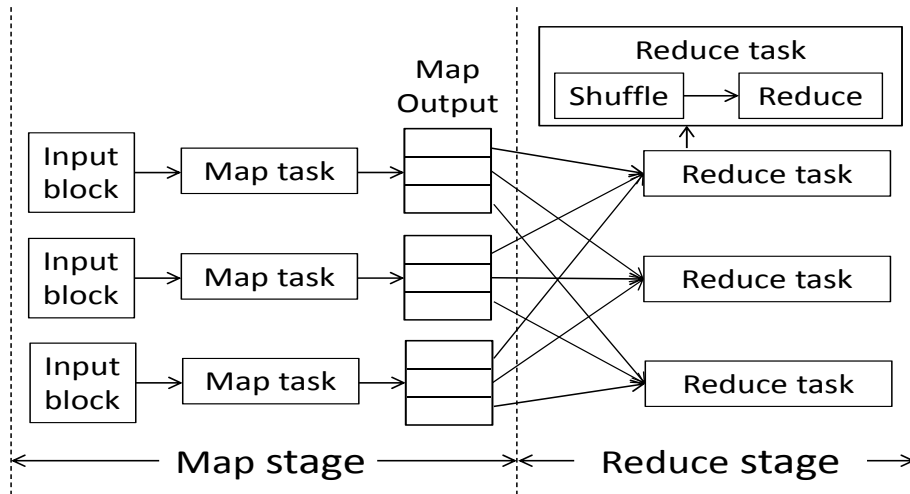 Reduce task
Shuffle
Reduce
Map
Output
Input
block
Map task
Reduce task
Input
block
Map task
Reduce task
Input
block
Map task
Reduce task
Map stage
Reduce stage